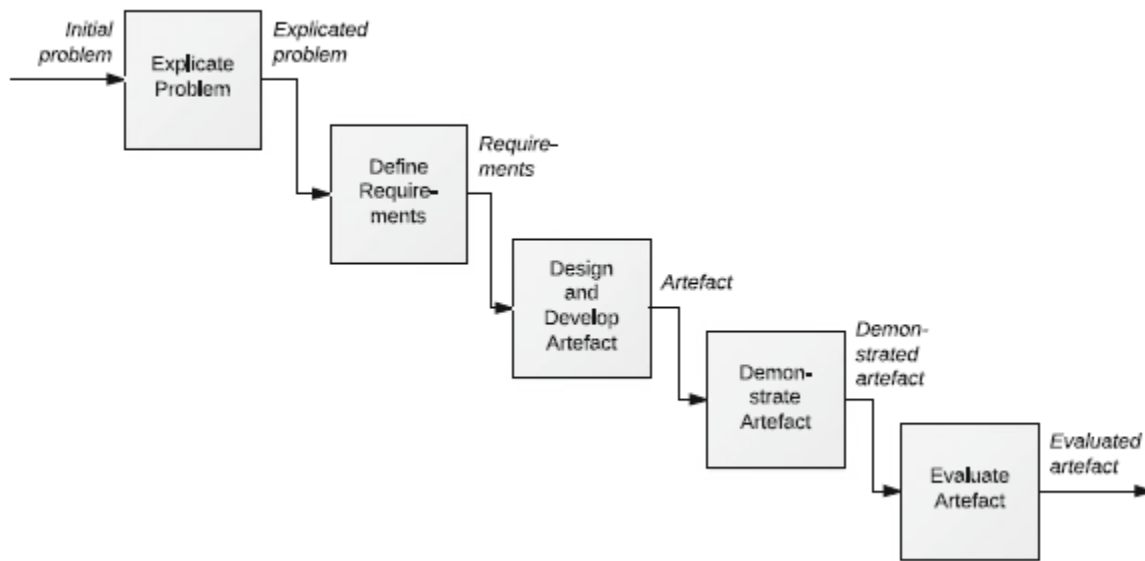 Initial
problem
Explicate
Problem
Explicated
problem
Define
Require-
ments
Require-
ments
Design
and
Develop
Artefact
Artefact
Demon-
strate
Artefact
Demon-
strated
artefact
Evaluate
Artefact
Evaluated
artefact